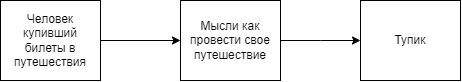 Человек
купивший
билеты в
путешествия
Мысли как
провести свое
путешествие
Тупик